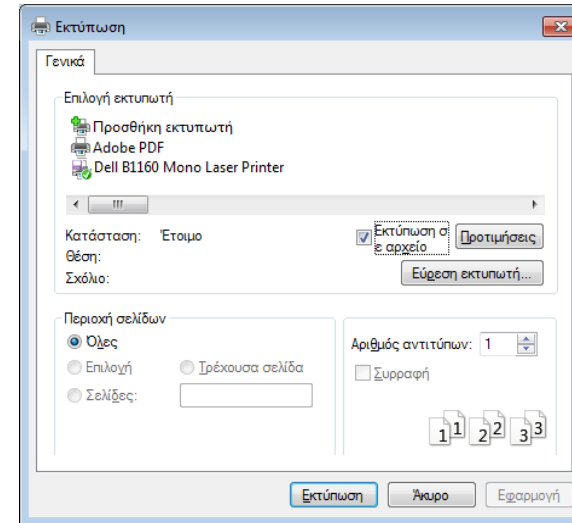 Εκτύπωση
Γενικά
Επιλογή εκτυπωτή
Προσθήκη εκτυπωτή
Adobe PDF
Dell B1160 Mono Laser Printer
Κατάσταση: Έτοιμο
Θέση:
Σχόλιο:
Εκτύπωση σ
ε αρχείο
Προτιμήσεις
Εύρεση εκτυπωτή...
Περιοχή σελίδων
Όλες
Επιλογή
Τρέχουσα σελίδα
Σελίδες:
Αριθμός αντιτύπων: 1
Συρραφή
1 1 2 2 3 3
Εκτύπωση
Άκυρο
Εφαρμογή